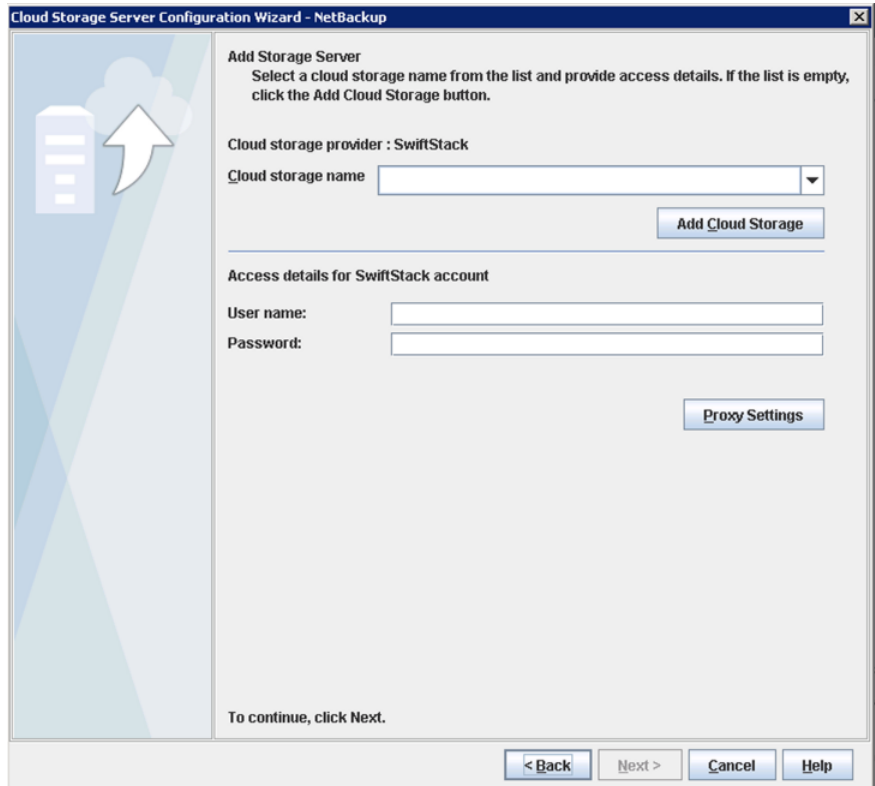 Cloud Storage Server Configuration Wizard - NetBackup
Add Storage Server
Select a cloud storage name from the list and provide access details. If the list is empty,
click the Add Cloud Storage button.
Cloud storage provider : SwiftStack
Cloud storage name
Add Cloud Storage
Access details for SwiftStack account
User name:
Password:
Proxy Settings
To continue, click Next.
< Back
Next >
Cancel
Help